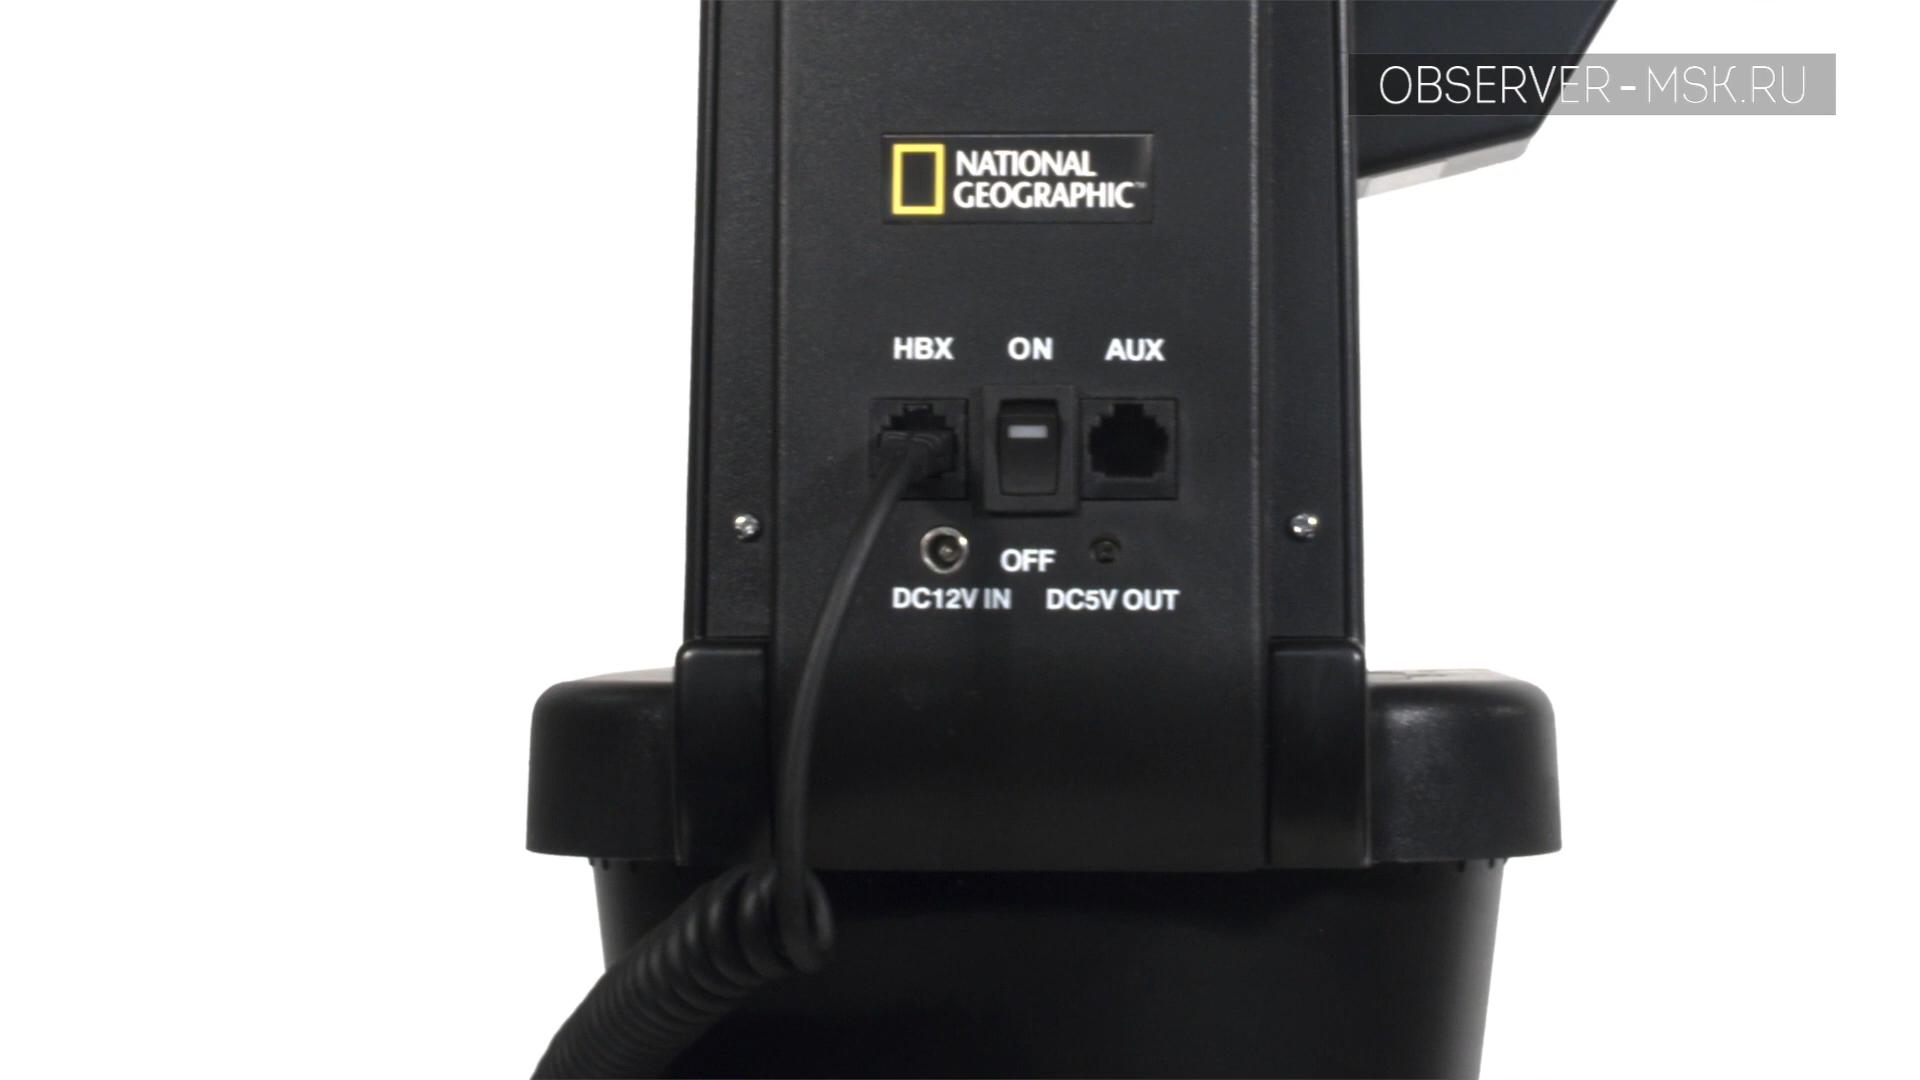 OBSERVER-MSK.RU
NATIONAL
GEOGRAPHIC™
HBX ON AUX
OFF
DC12V IN DC5V OUT